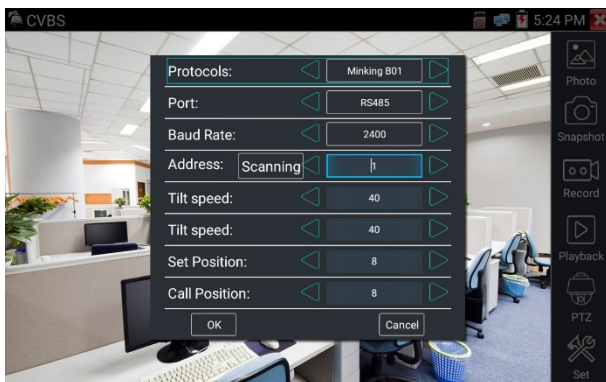 CVBS
5:24 PM
Protocols: Minking B01
Port: RS485
Baud Rate: 2400
Address: Scanning 1
Tilt speed: 40
Tilt speed: 40
Set Position: 8
Call Position: 8
OK Cancel
Photo
Snapshot
Record
Playback
PTZ
Set